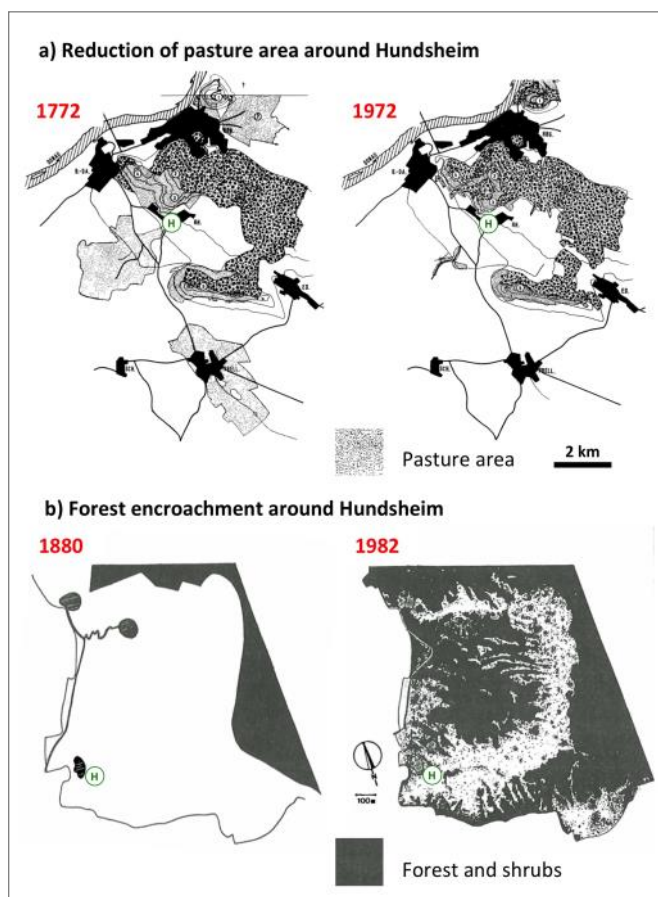 a) Reduction of pasture area around Hundsheim
1772
1972
H
H
Pasture area
2 km
b) Forest encroachment around Hundsheim
1880
1982
H
H
100m
Forest and shrubs